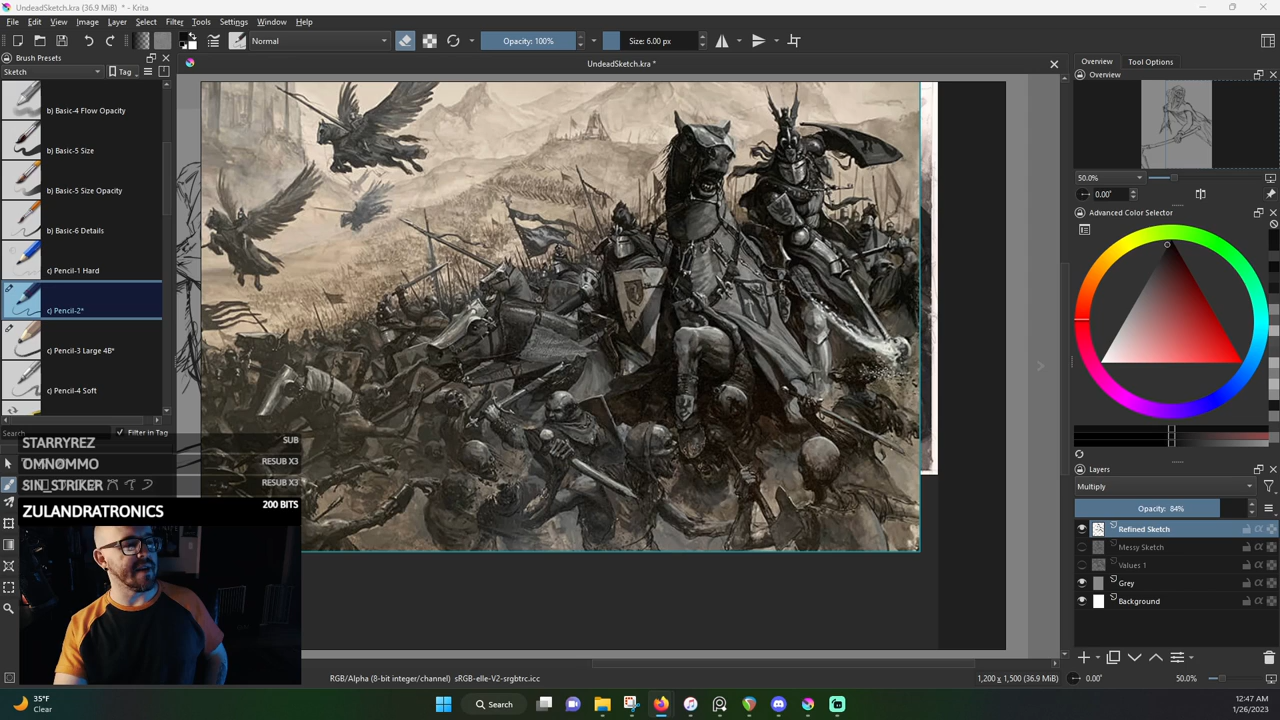 UndeadSketch.kra (36.9 MiB) * - Krita
File Edit View Image Layer Select Filter Tools Settings Window Help
Normal
Opacity: 100%
Size: 6.00 px
Brush Presets
UndeadSketch.kra *
Overview Tool Options
Sketch
Tag
Overview
b) Basic-4 Flow Opacity
b) Basic-5 Size
50.0%
b) Basic-5 Size Opacity
0.00°
Advanced Color Selector
b) Basic-6 Details
c) Pencil-1 Hard
c) Pencil-2*
c) Pencil-3 Large 4B*
c) Pencil-4 Soft
Search
Filter in Tag
STARRYREZ SUB
OMNOMMO RESUB X3
SIN_STRIKER RESUB X3
ZULANDRATRONICS 200 BITS
Layers
Multiply
Opacity: 84%
Refined Sketch
Messy Sketch
Values 1
Grey
Background
RGB/Alpha (8-bit integer/channel) sRGB-elle-V2-srgbtrc.icc
1,200 x 1,500 (36.9 MiB)
0.00°
50.0%
35°F
Clear
Search
12:47 AM
1/26/2023